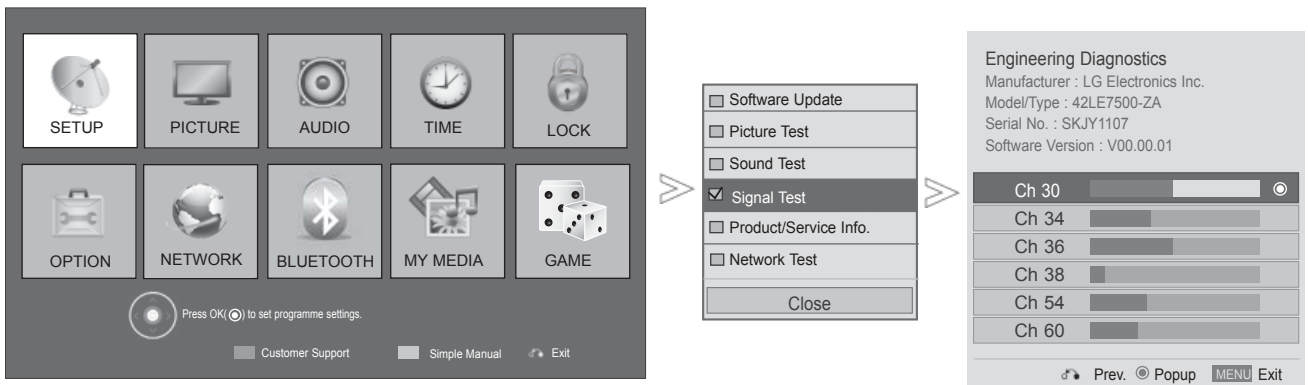 SETUP
PICTURE
AUDIO
TIME
LOCK
OPTION
NETWORK
BLUETOOTH
MY MEDIA
GAME
Press OK(◉) to set programme settings.
Customer Support
Simple Manual
Exit
Software Update
Picture Test
Sound Test
Signal Test
Product/Service Info.
Network Test
Close
Engineering Diagnostics
Manufacturer : LG Electronics Inc.
Model/Type : 42LE7500-ZA
Serial No. : SKJY1107
Software Version : V00.00.01
Ch 30
Ch 34
Ch 36
Ch 38
Ch 54
Ch 60
Prev. ◉ Popup MENU Exit